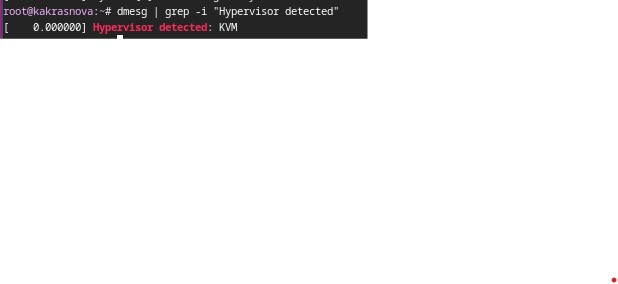 root@kakrasnova:~# dmesg | grep -i "Hypervisor detected"
[    0.000000] Hypervisor detected: KVM